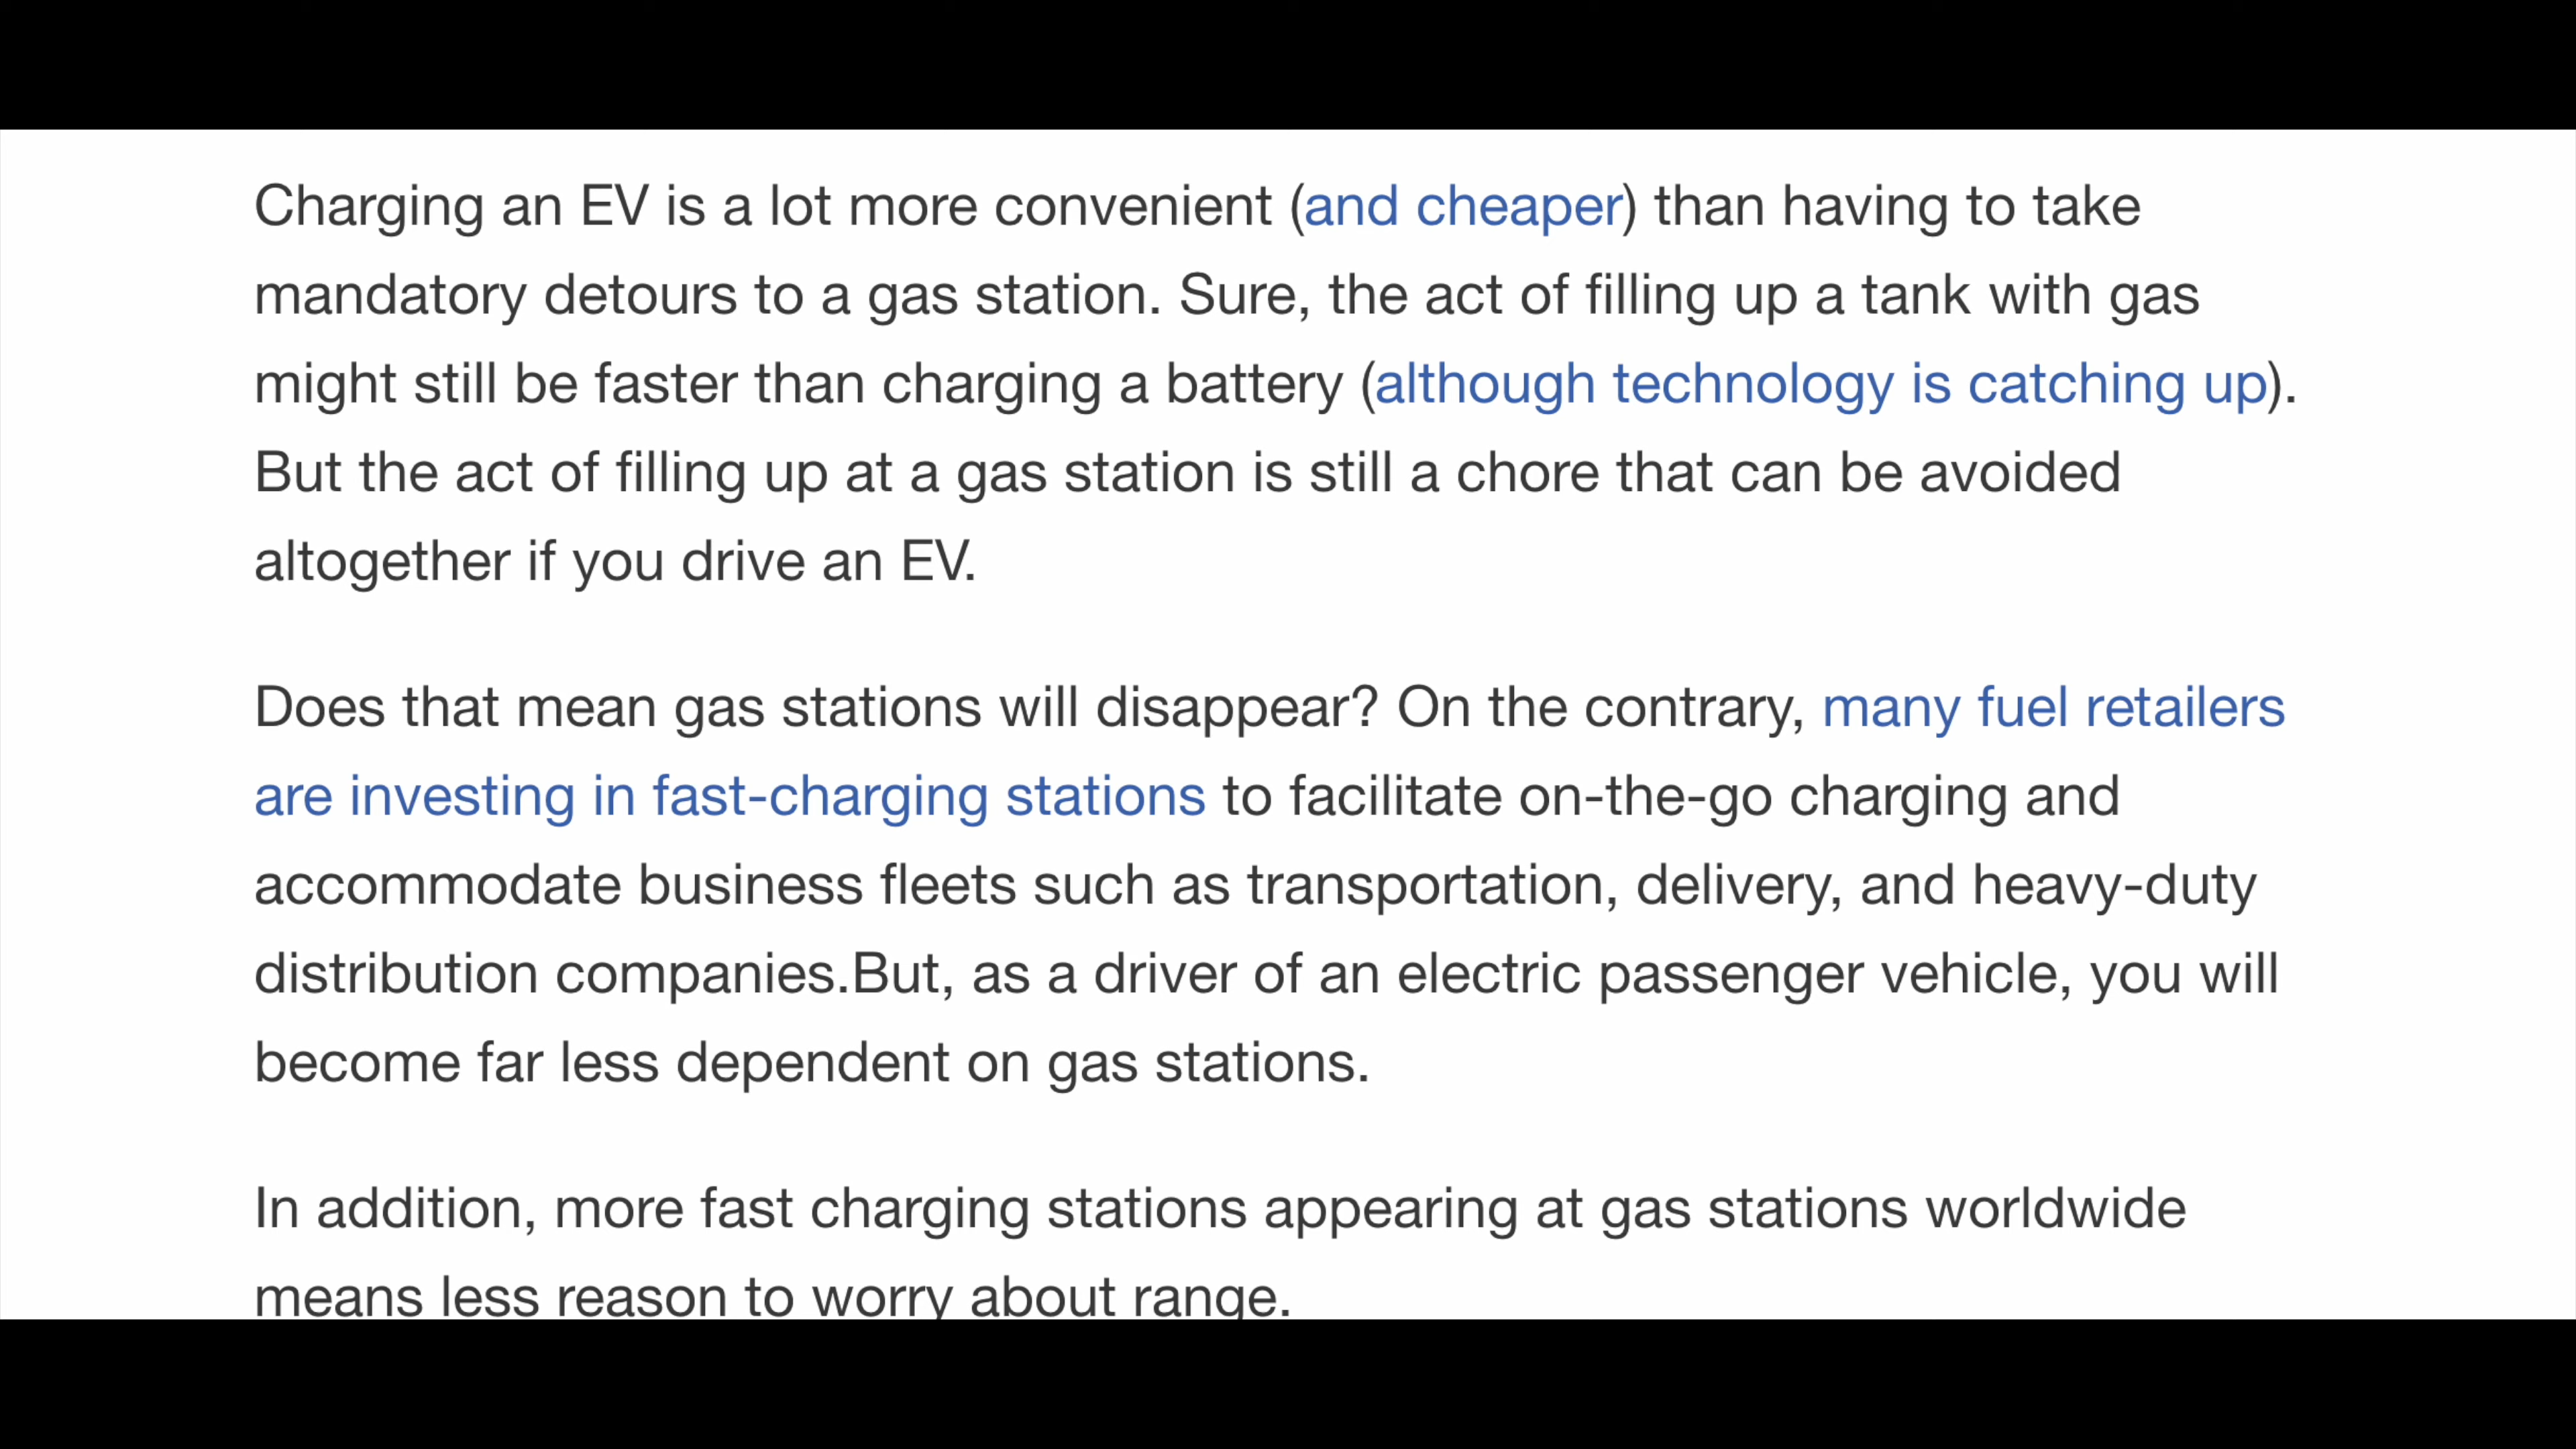 Charging an EV is a lot more convenient (and cheaper) than having to take
mandatory detours to a gas station. Sure, the act of filling up a tank with gas
might still be faster than charging a battery (although technology is catching up).
But the act of filling up at a gas station is still a chore that can be avoided
altogether if you drive an EV.
Does that mean gas stations will disappear? On the contrary, many fuel retailers
are investing in fast-charging stations to facilitate on-the-go charging and
accommodate business fleets such as transportation, delivery, and heavy-duty
distribution companies.But, as a driver of an electric passenger vehicle, you will
become far less dependent on gas stations.
In addition, more fast charging stations appearing at gas stations worldwide
means less reason to worry about range.